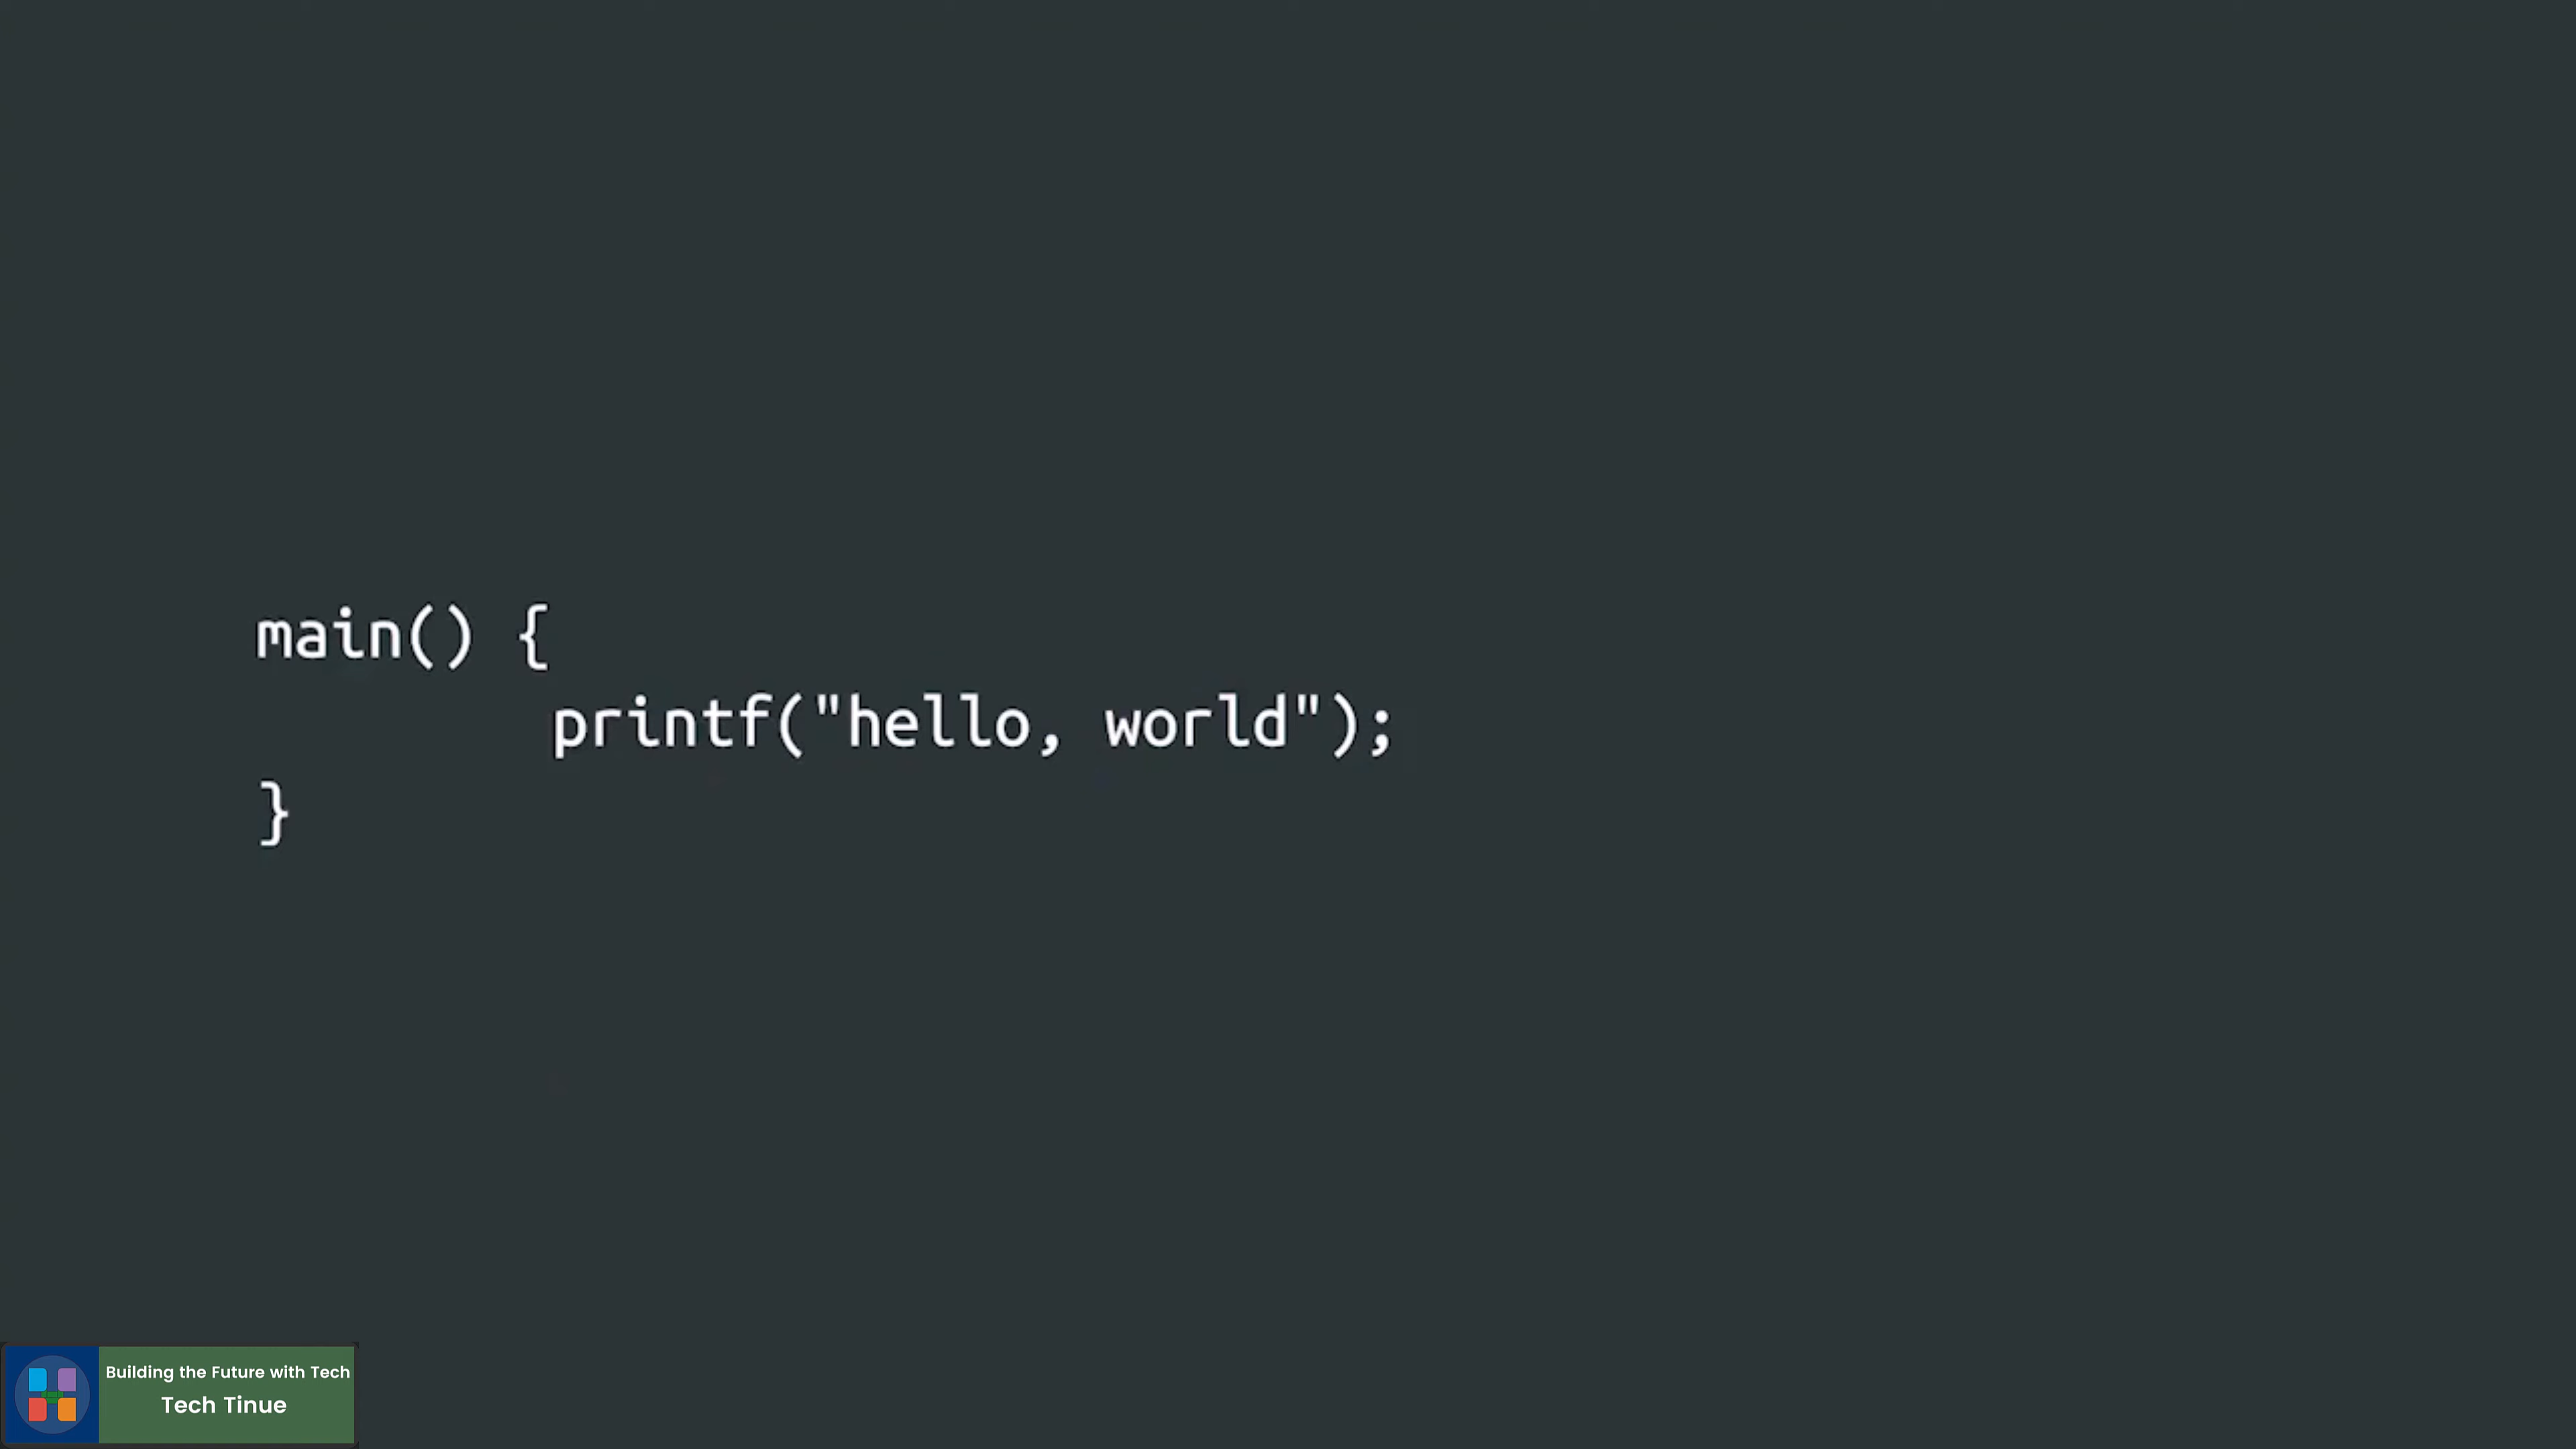 main() {
        printf("hello, world");
}
Building the Future with Tech
Tech Tinue